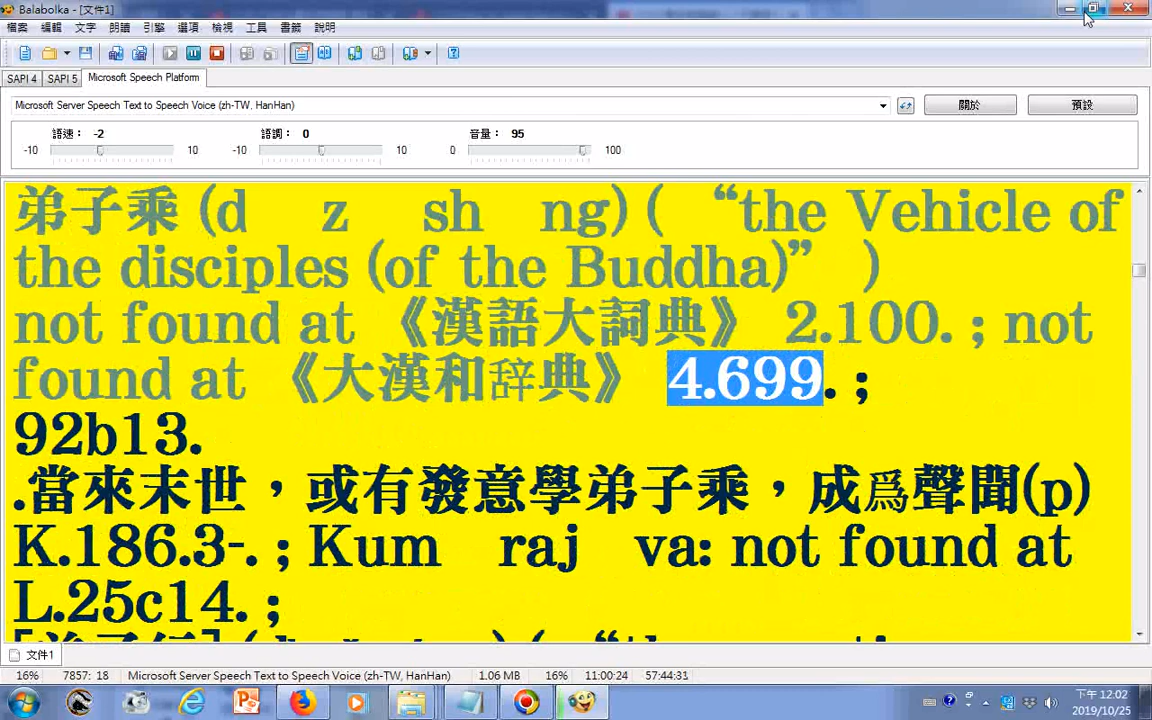 Balabolka - [文件1]
檔案 編輯 文字 朗讀 引擎 選項 檢視 工具 書籤 說明
SAPI 4 SAPI 5 Microsoft Speech Platform
Microsoft Server Speech Text to Speech Voice (zh-TW, HanHan) 關於 預設
語速： -2 語調： 0 音量： 95
-10 10 -10 10 0 100
弟子乘 (d z sh ng) ( “the Vehicle of
the disciples (of the Buddha)” )
not found at 《漢語大詞典》 2.100. ; not
found at 《大漢和辞典》 4.699. ;
92b13.
.當來末世，或有發意學弟子乘，成爲聲聞(p)
K.186.3-. ; Kum raj va: not found at
L.25c14. ;
文件1
16% 7857: 18 Microsoft Server Speech Text to Speech Voice (zh-TW, HanHan) 1.06 MB 16% 11:00:24 57:44:31
下午 12:02
2019/10/25